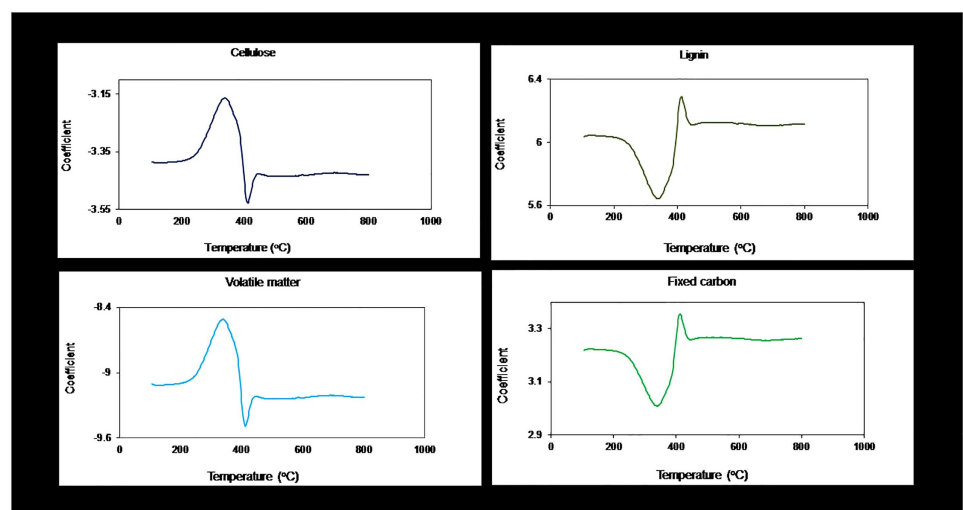 Cellulose
-3.15
-3.35
-3.55
Coefficient
0 200 400 600 800 1000
Temperature (ºC)
Lignin
6.4
6
5.6
Coefficient
0 200 400 600 800 1000
Temperature (ºC)
Volatile matter
-8.4
-9
-9.6
Coefficient
0 200 400 600 800 1000
Temperature (ºC)
Fixed carbon
3.3
3.1
2.9
Coefficient
0 200 400 600 800 1000
Temperature (ºC)